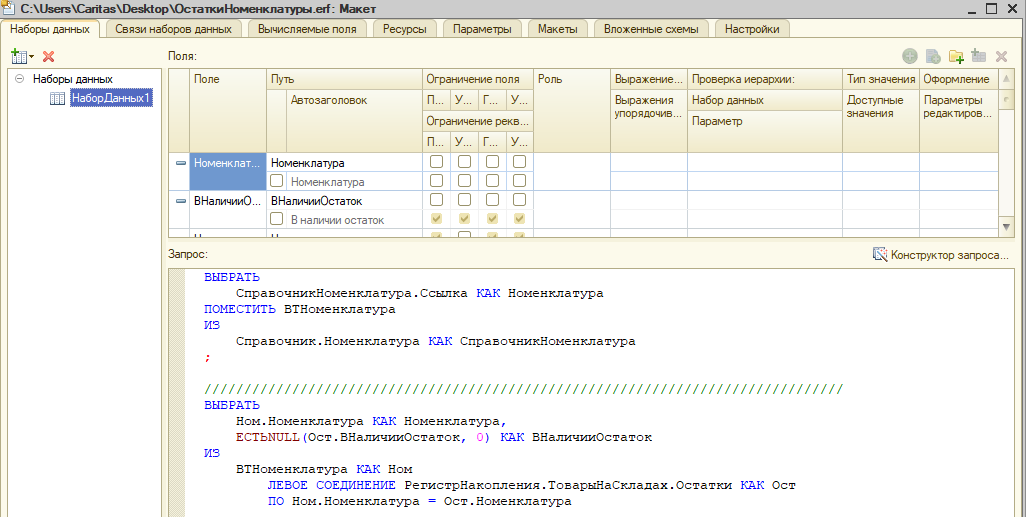 C:\Users\Caritas\Desktop\ОстаткиНоменклатуры.erf: Макет
Наборы данных Связи наборов данных Вычисляемые поля Ресурсы Параметры Макеты Вложенные схемы Настройки
Поля:
Наборы данных
НаборДанных1
Поле Путь Ограничение поля Роль Выражение... Проверка иерархии: Тип значения Оформление
Автозаголовок П... У... Г... У... Выражения упорядочив... Набор данных Доступные значения Параметры редактиров...
Ограничение рекв... Параметр
П... У... Г... У...
Номенклат... Номенклатура
Номенклатура
ВНаличииО... ВНаличииОстаток
В наличии остаток
Запрос: Конструктор запроса...
ВЫБРАТЬ
СправочникНоменклатура.Ссылка КАК Номенклатура
ПОМЕСТИТЬ ВТНоменклатура
ИЗ
Справочник.Номенклатура КАК СправочникНоменклатура
;
////////////////////////////////////////////////////////////////////////////////
ВЫБРАТЬ
Ном.Номенклатура КАК Номенклатура,
ЕСТЬNULL(Ост.ВНаличииОстаток, 0) КАК ВНаличииОстаток
ИЗ
ВТНоменклатура КАК Ном
ЛЕВОЕ СОЕДИНЕНИЕ РегистрНакопления.ТоварыНаСкладах.Остатки КАК Ост
ПО Ном.Номенклатура = Ост.Номенклатура